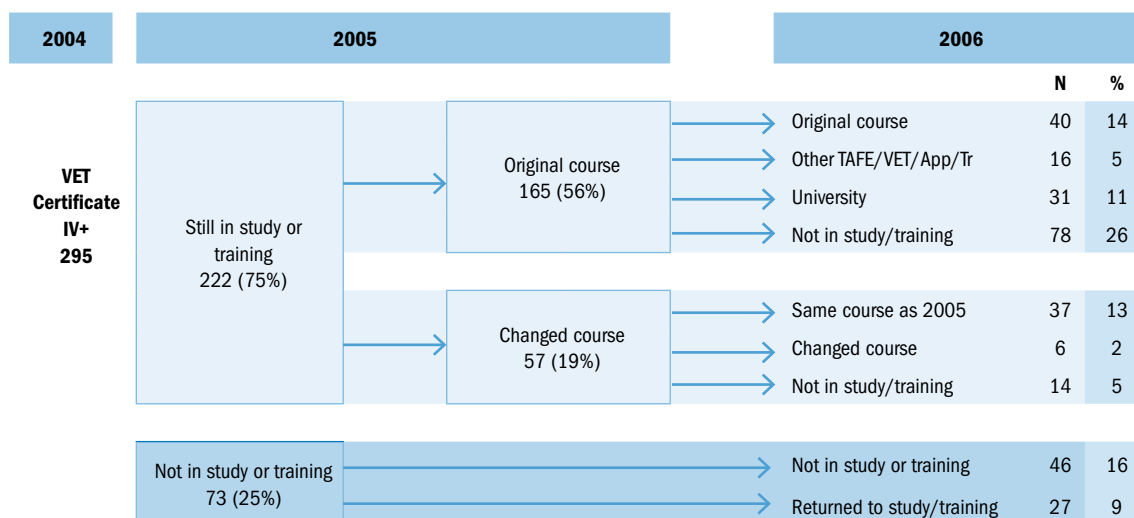 2004 2005 2006
N %
VET
Certificate
IV+
295
Still in study or
training
222 (75%)
Original course
165 (56%)
Original course 40 14
Other TAFE/VET/App/Tr 16 5
University 31 11
Not in study/training 78 26
Changed course
57 (19%)
Same course as 2005 37 13
Changed course 6 2
Not in study/training 14 5
Not in study or training
73 (25%)
Not in study or training 46 16
Returned to study/training 27 9